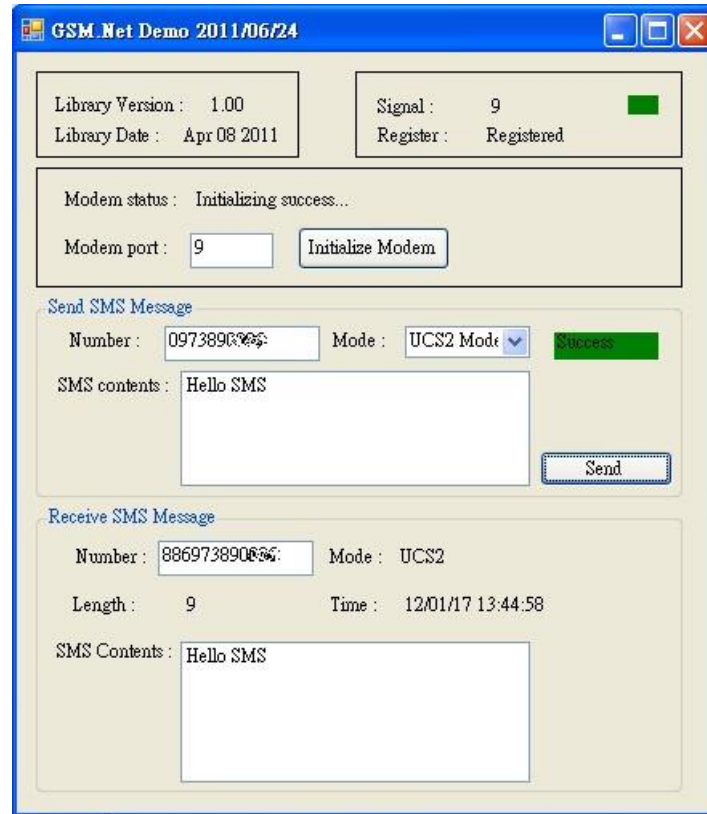 GSM.Net Demo 2011/06/24
Library Version : 1.00
Library Date : Apr 08 2011
Signal : 9
Register : Registered
Modem status : Initializing success...
Modem port : 9 Initialize Modem
Send SMS Message
Number : Mode : UCS2 Mode Success
SMS contents : Hello SMS
Send
Receive SMS Message
Number : Mode : UCS2
Length : 9 Time : 12/01/17 13:44:58
SMS Contents : Hello SMS